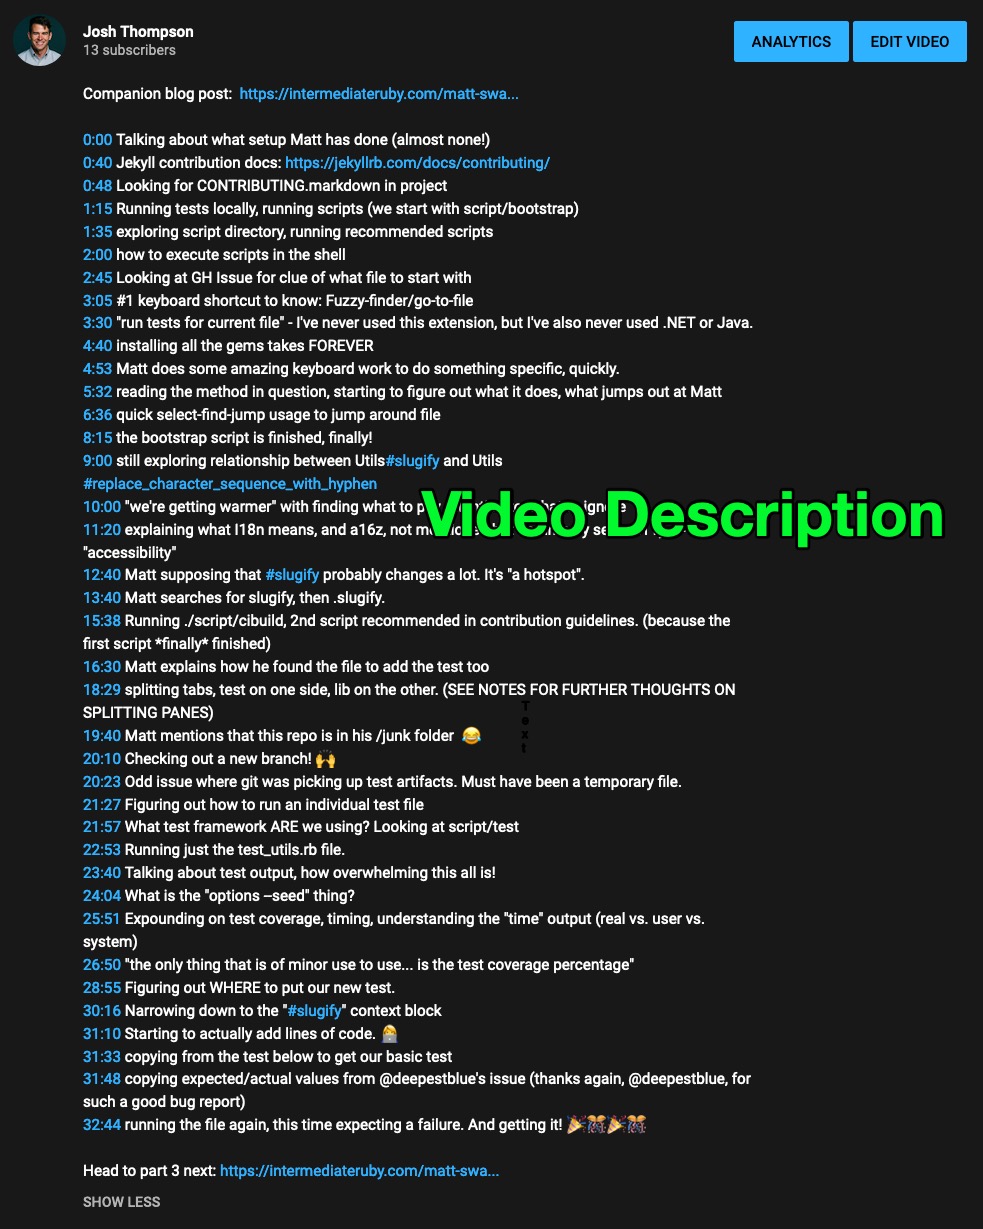 Josh Thompson
13 subscribers
ANALYTICS
EDIT VIDEO
Companion blog post: https://intermediateruby.com/matt-swa...
0:00 Talking about what setup Matt has done (almost none!)
0:40 Jekyll contribution docs: https://jekyllrb.com/docs/contributing/
0:48 Looking for CONTRIBUTING.markdown in project
1:15 Running tests locally, running scripts (we start with script/bootstrap)
1:35 exploring script directory, running recommended scripts
2:00 how to execute scripts in the shell
2:45 Looking at GH Issue for clue of what file to start with
3:05 #1 keyboard shortcut to know: Fuzzy-finder/go-to-file
3:30 "run tests for current file" - I've never used this extension, but I've also never used .NET or Java.
4:40 installing all the gems takes FOREVER
4:53 Matt does some amazing keyboard work to do something specific, quickly.
5:32 reading the method in question, starting to figure out what it does, what jumps out at Matt
6:36 quick select-find-jump usage to jump around file
8:15 the bootstrap script is finished, finally!
9:00 still exploring relationship between Utils#slugify and Utils
#replace_character_sequence_with_hyphen
10:00 "we're getting warmer" with finding what to
Video Description
11:20 explaining what I18n means, and a16z, not
"accessibility"
12:40 Matt supposing that #slugify probably changes a lot. It's "a hotspot".
13:40 Matt searches for slugify, then .slugify.
15:38 Running ./script/cibuild, 2nd script recommended in contribution guidelines. (because the
first script *finally* finished)
16:30 Matt explains how he found the file to add the test too
18:29 splitting tabs, test on one side, lib on the other. (SEE NOTES FOR FURTHER THOUGHTS ON
SPLITTING PANES)
Text
19:40 Matt mentions that this repo is in his /junk folder 😂
20:10 Checking out a new branch! 🙌
20:23 Odd issue where git was picking up test artifacts. Must have been a temporary file.
21:27 Figuring out how to run an individual test file
21:57 What test framework ARE we using? Looking at script/test
22:53 Running just the test_utils.rb file.
23:40 Talking about test output, how overwhelming this all is!
24:04 What is the "options --seed" thing?
25:51 Expounding on test coverage, timing, understanding the "time" output (real vs. user vs.
system)
26:50 "the only thing that is of minor use to use... is the test coverage percentage"
28:55 Figuring out WHERE to put our new test.
30:16 Narrowing down to the "#slugify" context block
31:10 Starting to actually add lines of code. 👩‍💻
31:33 copying from the test below to get our basic test
31:48 copying expected/actual values from @deepestblue's issue (thanks again, @deepestblue, for
such a good bug report)
32:44 running the file again, this time expecting a failure. And getting it! 🎉🎊🎉🎊
Head to part 3 next: https://intermediateruby.com/matt-swa...
SHOW LESS